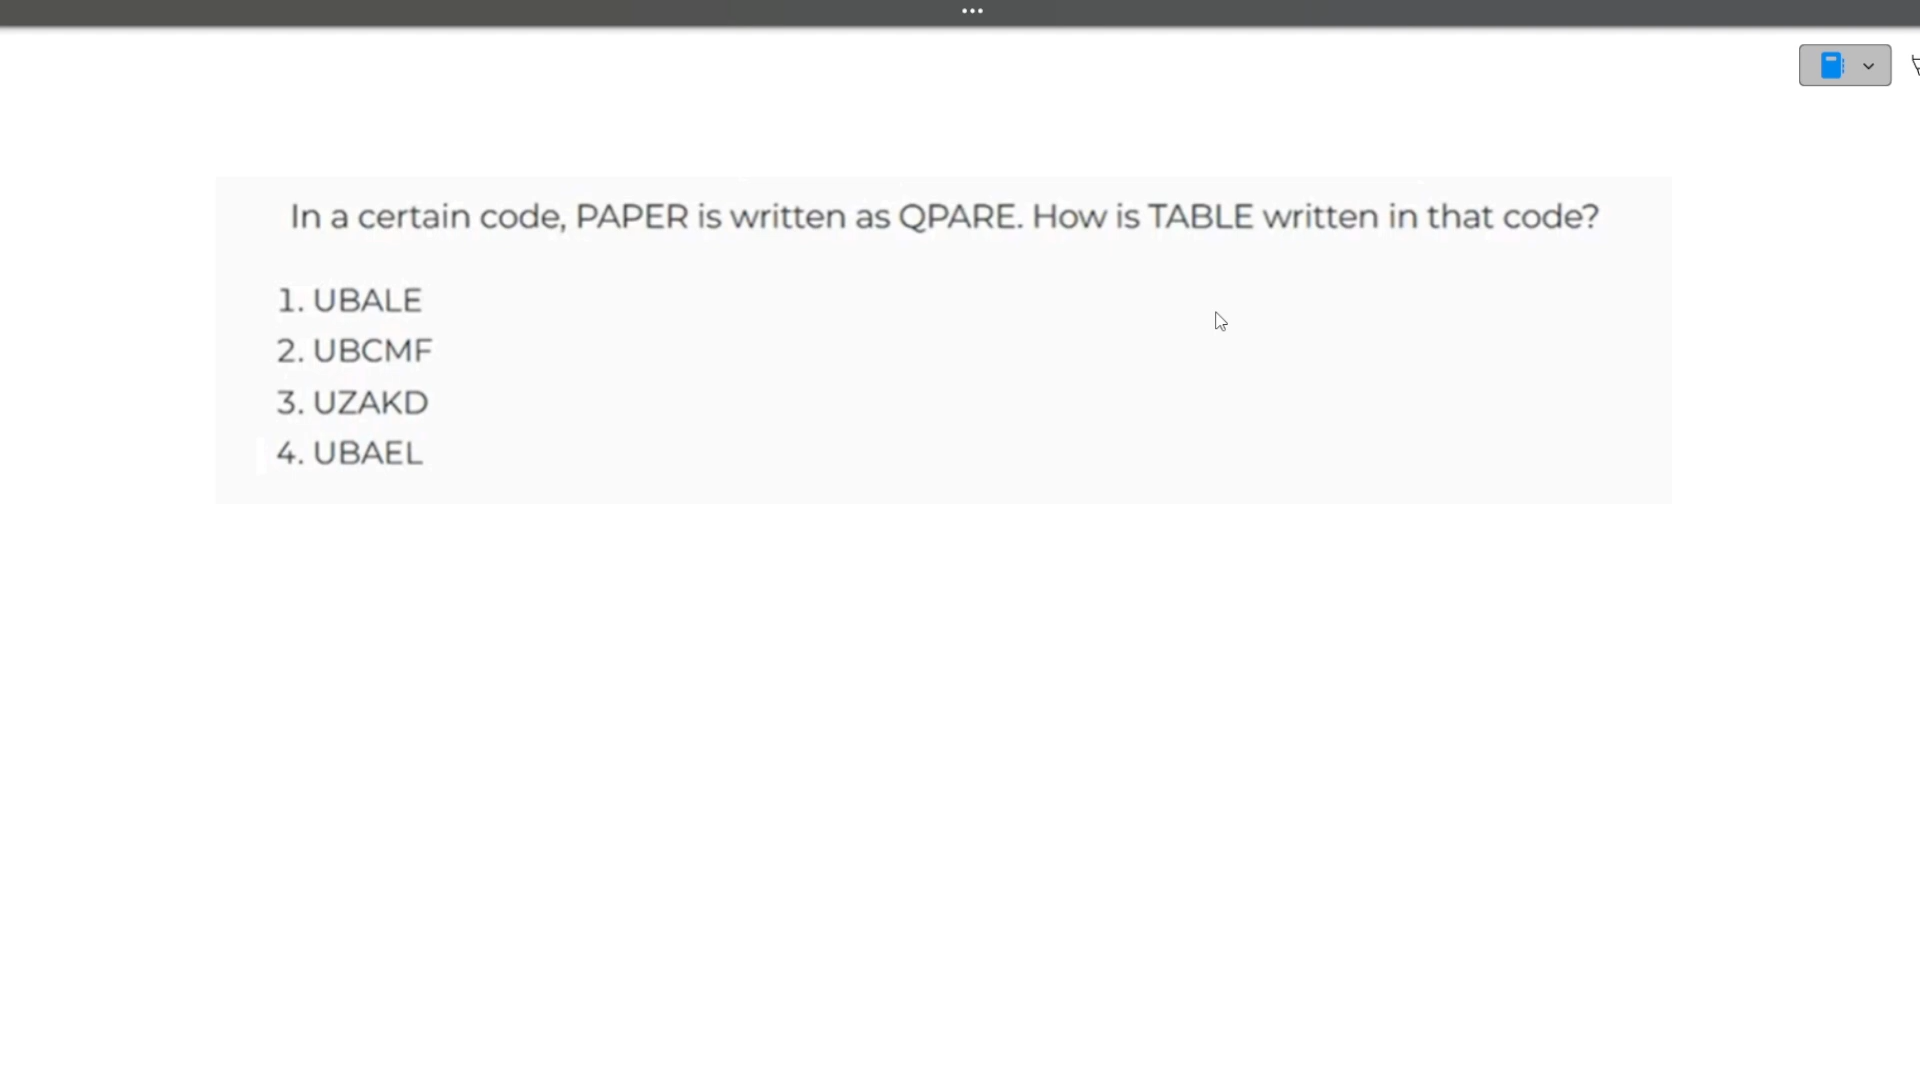 In a certain code, PAPER is written as QPARE. How is TABLE written in that code?
1. UBALE
2. UBCMF
3. UZAKD
4. UBAEL